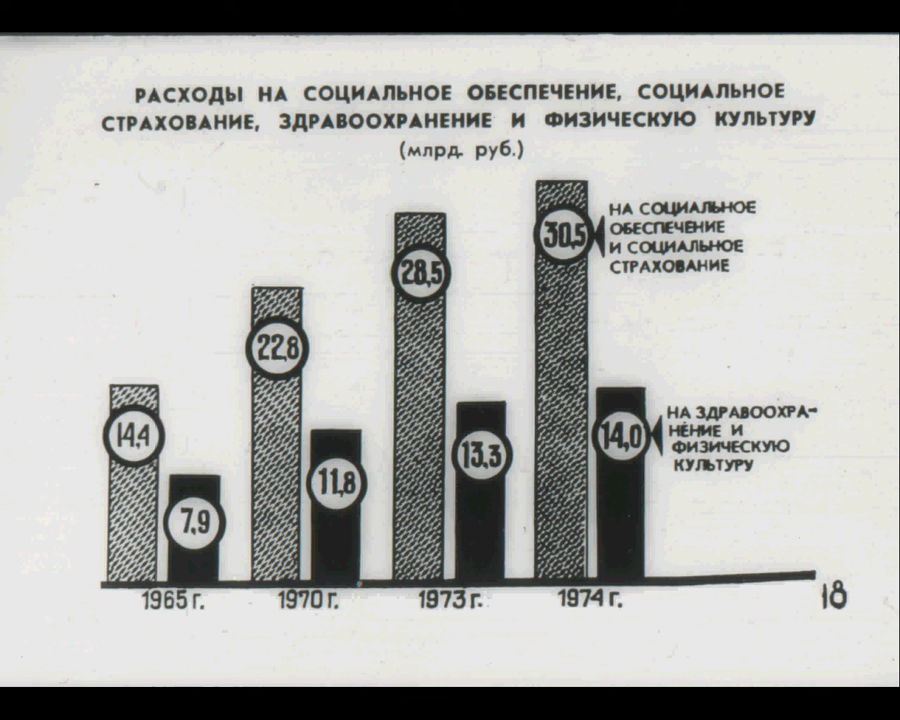 РАСХОДЫ НА СОЦИАЛЬНОЕ ОБЕСПЕЧЕНИЕ, СОЦИАЛЬНОЕ
СТРАХОВАНИЕ, ЗДРАВООХРАНЕНИЕ И ФИЗИЧЕСКУЮ КУЛЬТУРУ
(млрд. руб.)
НА СОЦИАЛЬНОЕ
ОБЕСПЕЧЕНИЕ
И СОЦИАЛЬНОЕ
СТРАХОВАНИЕ
30,5
28,5
22,8
14,4
НА ЗДРАВООХРА-
НЕНИЕ И
ФИЗИЧЕСКУЮ
КУЛЬТУРУ
14,0
13,3
11,8
7,9
1965 г. 1970 г. 1973 г. 1974 г.
18